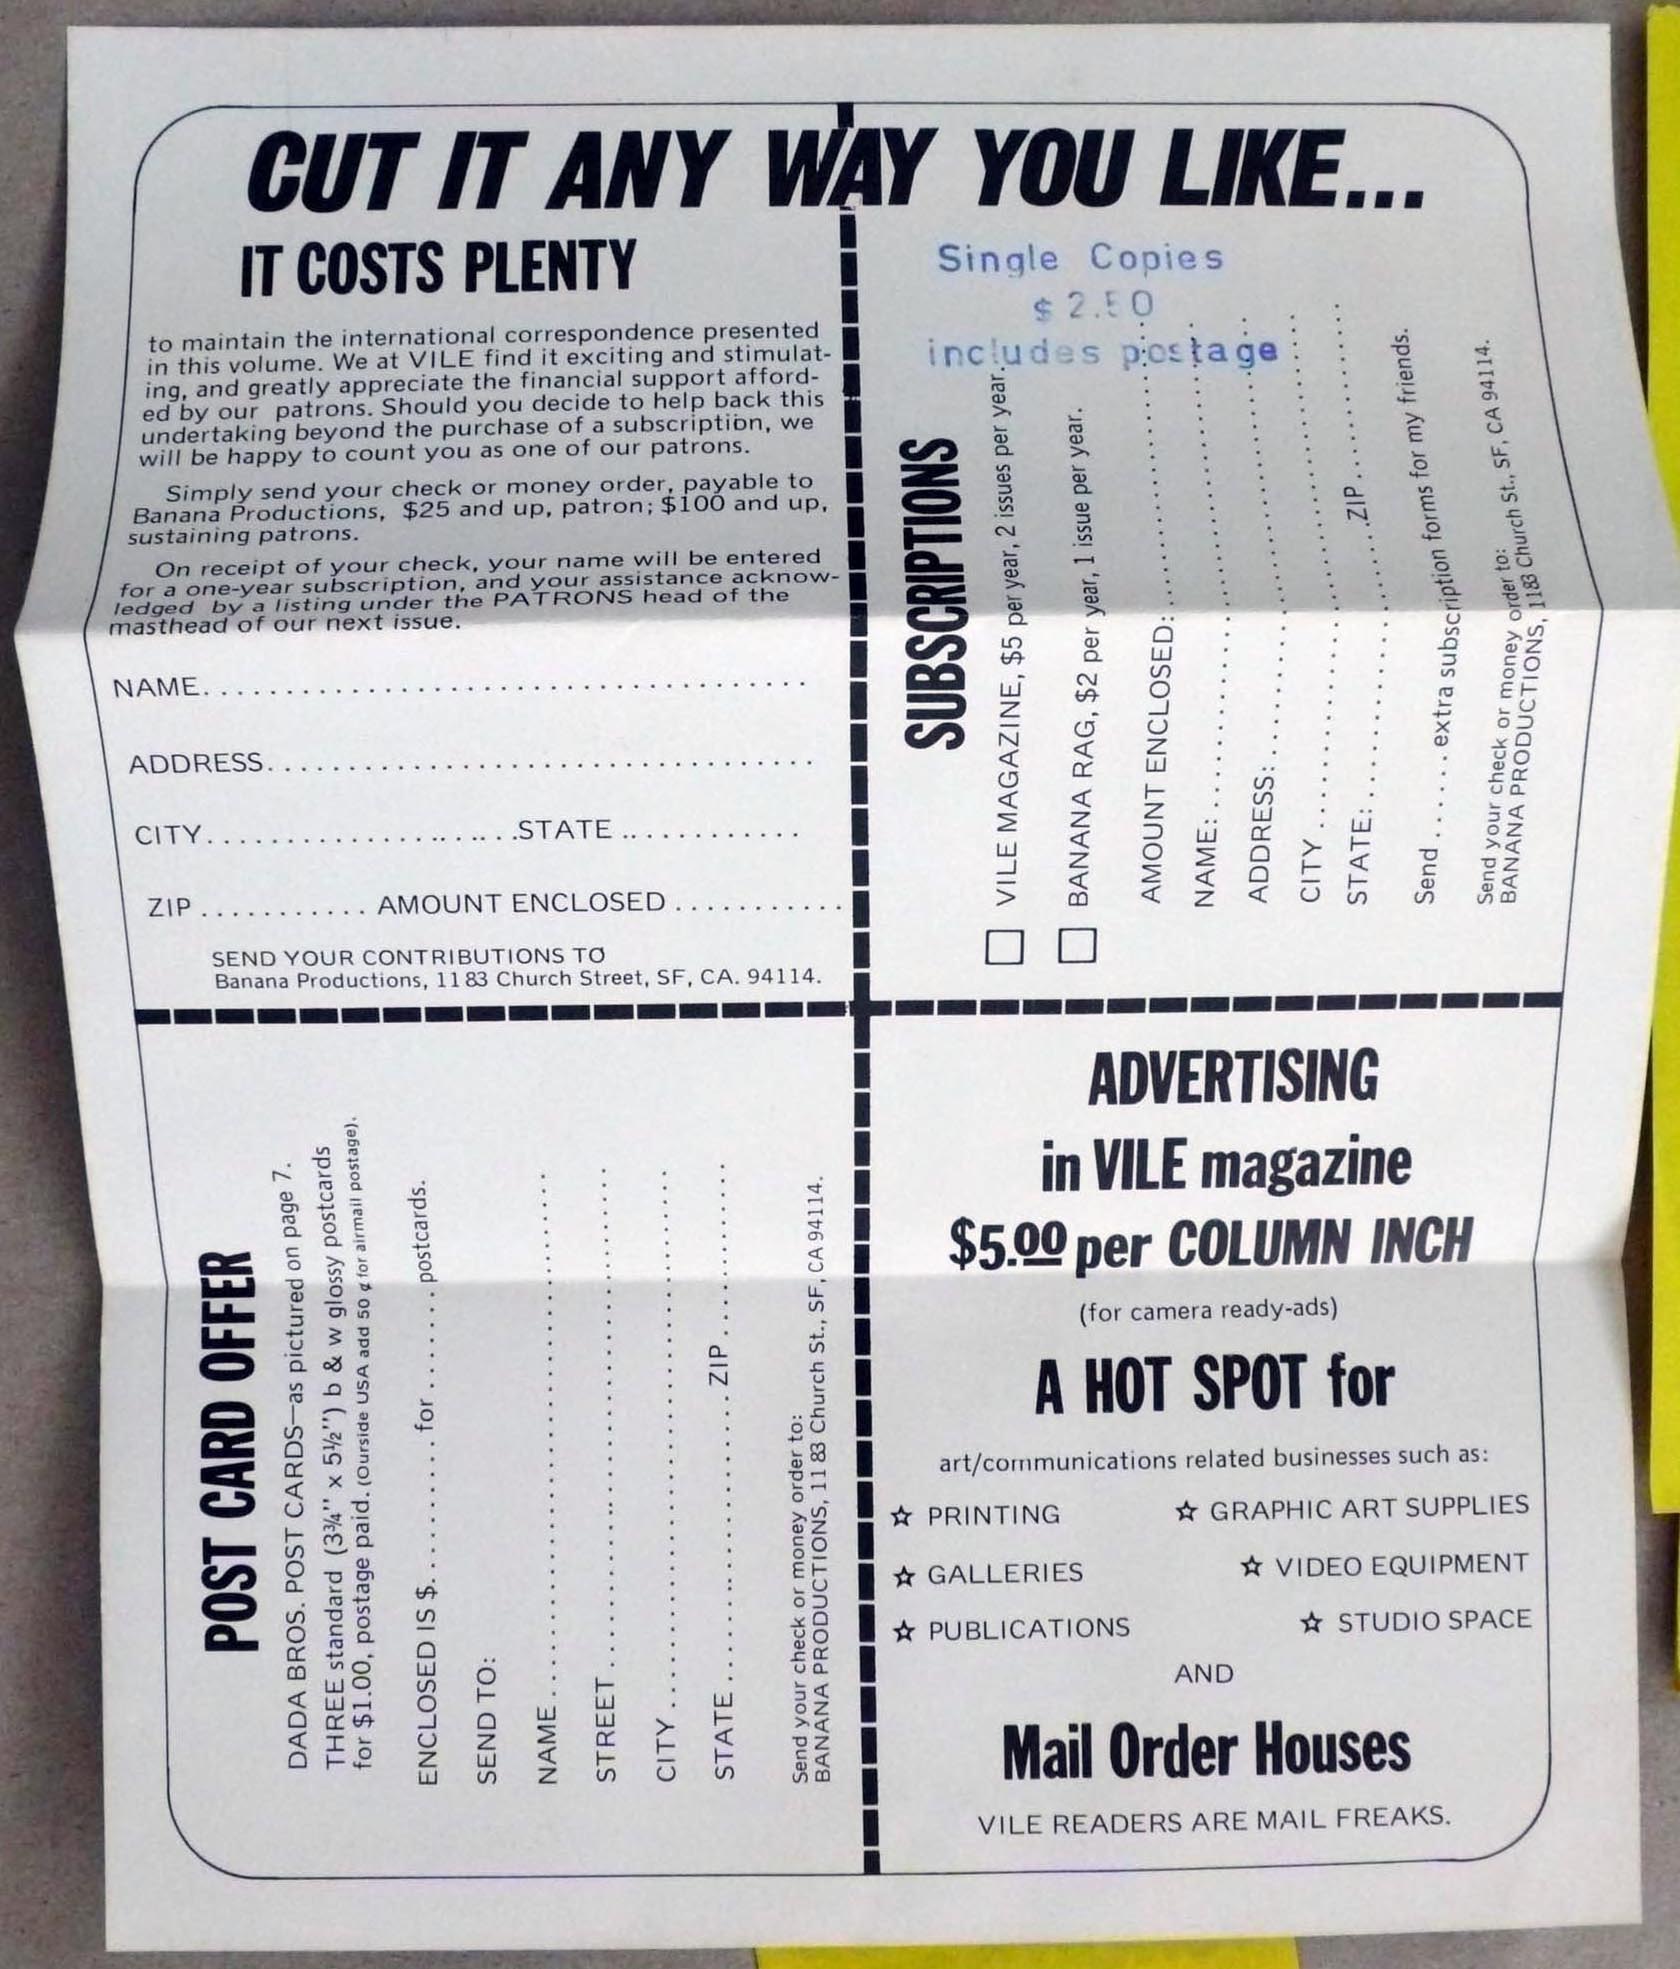 CUT IT ANY WAY YOU LIKE...
IT COSTS PLENTY
to maintain the international correspondence presented
in this volume. We at VILE find it exciting and stimulat-
ing, and greatly appreciate the financial support afford-
ed by our patrons. Should you decide to help back this
undertaking beyond the purchase of a subscription, we
will be happy to count you as one of our patrons.
Simply send your check or money order, payable to
Banana Productions, $25 and up, patron; $100 and up,
sustaining patrons.
On receipt of your check, your name will be entered
for a one-year subscription, and your assistance acknow-
ledged by a listing under the PATRONS head of the
masthead of our next issue.
NAME. . . . . . . . . . . . . . . . . . . . . . . . . . . . . . . . . . . . .
ADDRESS. . . . . . . . . . . . . . . . . . . . . . . . . . . . . . . . .
CITY. . . . . . . . . . . . . . . . . . . . .STATE . . . . . . . . . . . . .
ZIP . . . . . . . . . . . AMOUNT ENCLOSED . . . . . . . . . . .
SEND YOUR CONTRIBUTIONS TO
Banana Productions, 1183 Church Street, SF, CA. 94114.
Single Copies
$ 2.50
includes postage
SUBSCRIPTIONS
VILE MAGAZINE, $5 per year, 2 issues per year.
BANANA RAG, $2 per year, 1 issue per year.
AMOUNT ENCLOSED: . . . . . . . . . . . . . . . . . . .
NAME: . . . . . . . . . . . . . . . . . . . . . . . . . . . . . .
ADDRESS: . . . . . . . . . . . . . . . . . . . . . . . . . . .
CITY . . . . . . . . . . . . . . . . . . . . . . . . . . . . . . .
STATE: . . . . . . . . . . . . . . . . . .ZIP . . . . . . . . . .
Send . . . . . . extra subscription forms for my friends.
Send your check or money order to:
BANANA PRODUCTIONS, 1183 Church St., SF, CA 94114.
POST CARD OFFER
DADA BROS. POST CARDS—as pictured on page 7.
THREE standard (3¾" x 5½") b & w glossy postcards
for $1.00, postage paid. (Ourside USA add 50 ¢ for airmail postage).
ENCLOSED IS $. . . . . . . . . . for . . . . . . . . postcards.
SEND TO:
NAME . . . . . . . . . . . . . . . . . . . . . . . . . . . . . . .
STREET . . . . . . . . . . . . . . . . . . . . . . . . . . . . . .
CITY . . . . . . . . . . . . . . . . . . . . . . . . . . . . . . . .
STATE . . . . . . . . . . . . . . . . . . ZIP . . . . . . . . . .
Send your check or money order to:
BANANA PRODUCTIONS, 1183 Church St., SF, CA 94114.
ADVERTISING
in VILE magazine
$5.00 per COLUMN INCH
(for camera ready-ads)
A HOT SPOT for
art/communications related businesses such as:
☆ PRINTING ☆ GRAPHIC ART SUPPLIES
☆ GALLERIES ☆ VIDEO EQUIPMENT
☆ PUBLICATIONS ☆ STUDIO SPACE
AND
Mail Order Houses
VILE READERS ARE MAIL FREAKS.